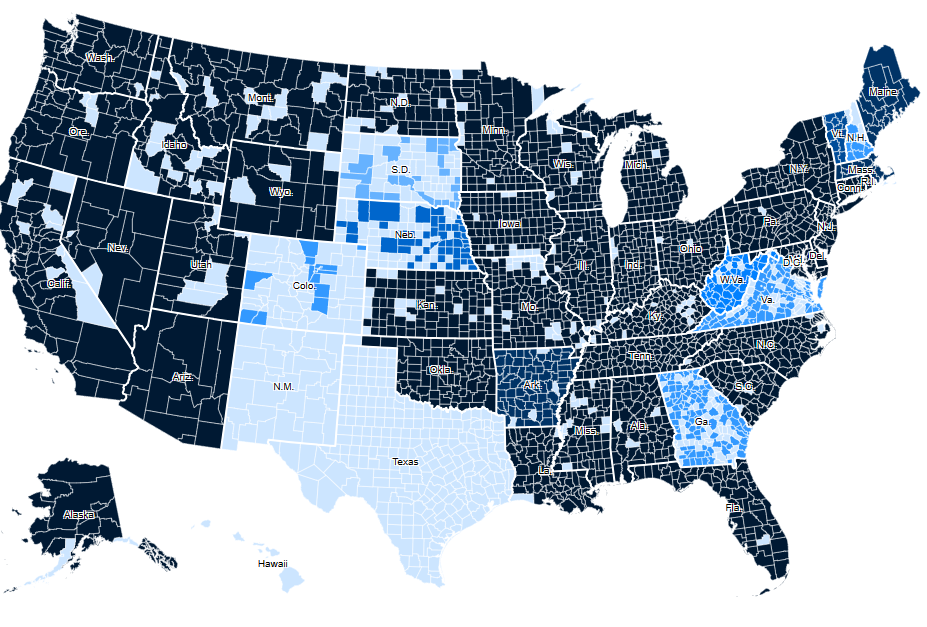 Wash.
Maine
Mont.
N.D.
Minn.
Ore.
Idaho
Vt.
N.H.
Wis.
Mich.
N.Y.
Mass.
R.I.
Conn.
S.D.
Wyo.
Iowa
Pa.
N.J.
Neb.
Nev.
Utah
Ohio
Ill.
Ind.
Del.
D.C.
W.Va.
Calif.
Colo.
Kan.
Mo.
Va.
Ky.
N.C.
Tenn.
Okla.
Ariz.
N.M.
Ark.
S.C.
Miss.
Ala.
Ga.
Texas
La.
Fla.
Alaska
Hawaii